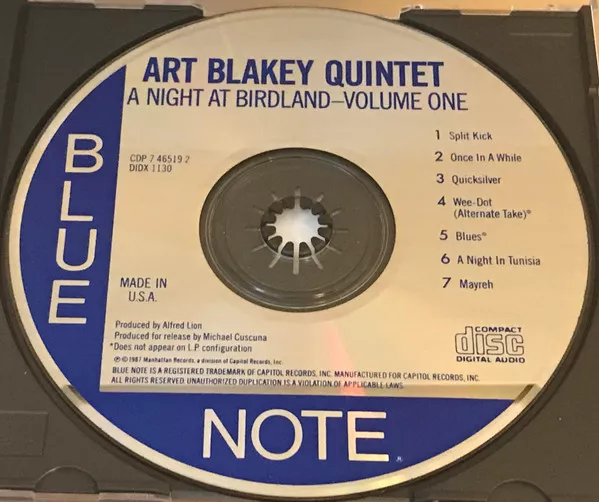 ART BLAKEY QUINTET
A NIGHT AT BIRDLAND–VOLUME ONE
BLUE
CDP 7 46519 2
DIDX 1130
1 Split Kick
2 Once In A While
3 Quicksilver
4 Wee-Dot
(Alternate Take)*
5 Blues*
6 A Night In Tunisia
7 Mayreh
MADE IN
U.S.A.
COMPACT
disc
DIGITAL AUDIO
Produced by Alfred Lion
Produced for release by Michael Cuscuna
*Does not appear on L.P. configuration
℗ © 1987 Manhattan Records, a division of Capitol Records, Inc.
BLUE NOTE IS A REGISTERED TRADEMARK OF CAPITOL RECORDS, INC. MANUFACTURED FOR CAPITOL RECORDS, INC.
ALL RIGHTS RESERVED. UNAUTHORIZED DUPLICATION IS A VIOLATION OF APPLICABLE LAWS.
NOTE®